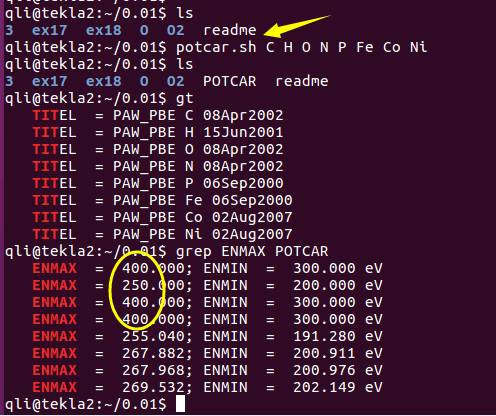 qli@tekla2:~/0.01$ ls
3 ex17 ex18 O O2 readme
qli@tekla2:~/0.01$ potcar.sh C H O N P Fe Co Ni
qli@tekla2:~/0.01$ ls
3 ex17 ex18 O O2 POTCAR readme
qli@tekla2:~/0.01$ gt
TITEL = PAW_PBE C 08Apr2002
TITEL = PAW_PBE H 15Jun2001
TITEL = PAW_PBE O 08Apr2002
TITEL = PAW_PBE N 08Apr2002
TITEL = PAW_PBE P 06Sep2000
TITEL = PAW_PBE Fe 06Sep2000
TITEL = PAW_PBE Co 02Aug2007
TITEL = PAW_PBE Ni 02Aug2007
qli@tekla2:~/0.01$ grep ENMAX POTCAR
ENMAX = 400.000; ENMIN = 300.000 eV
ENMAX = 250.000; ENMIN = 200.000 eV
ENMAX = 400.000; ENMIN = 300.000 eV
ENMAX = 400.000; ENMIN = 300.000 eV
ENMAX = 255.040; ENMIN = 191.280 eV
ENMAX = 267.882; ENMIN = 200.911 eV
ENMAX = 267.968; ENMIN = 200.976 eV
ENMAX = 269.532; ENMIN = 202.149 eV
qli@tekla2:~/0.01$